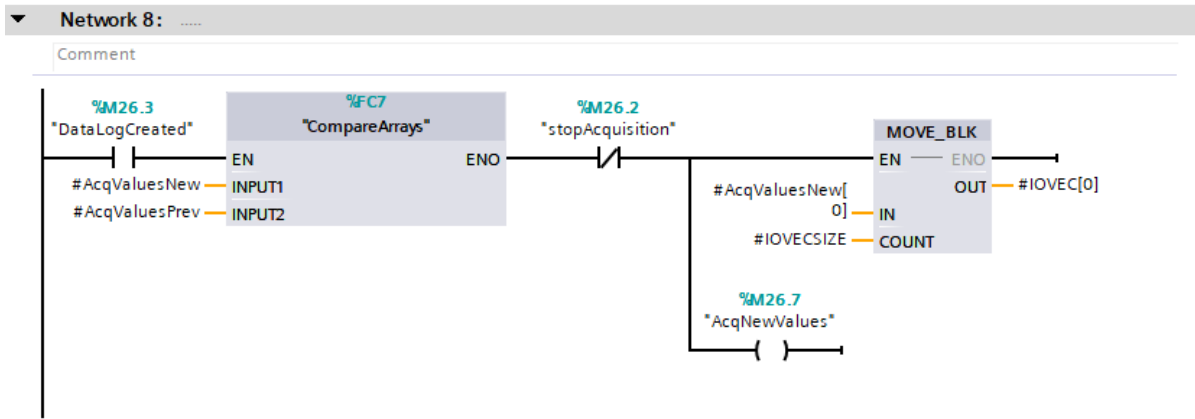 Network 8: .....
Comment
%M26.3
"DataLogCreated"
%FC7
"CompareArrays"
EN
ENO
#AcqValuesNew
INPUT1
#AcqValuesPrev
INPUT2
%M26.2
"stopAcquisition"
MOVE_BLK
EN
ENO
#AcqValuesNew[
0]
IN
OUT
#IOVEC[0]
#IOVECSIZE
COUNT
%M26.7
"AcqNewValues"